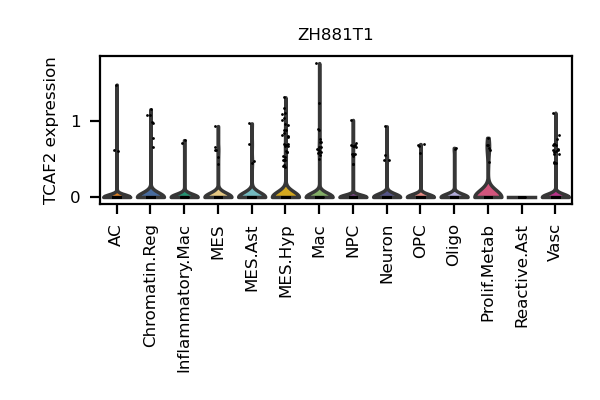 ZH881T1
TCAF2 expression
1
0
AC
Chromatin.Reg
Inflammatory.Mac
MES
MES.Ast
MES.Hyp
Mac
NPC
Neuron
OPC
Oligo
Prolif.Metab
Reactive.Ast
Vasc